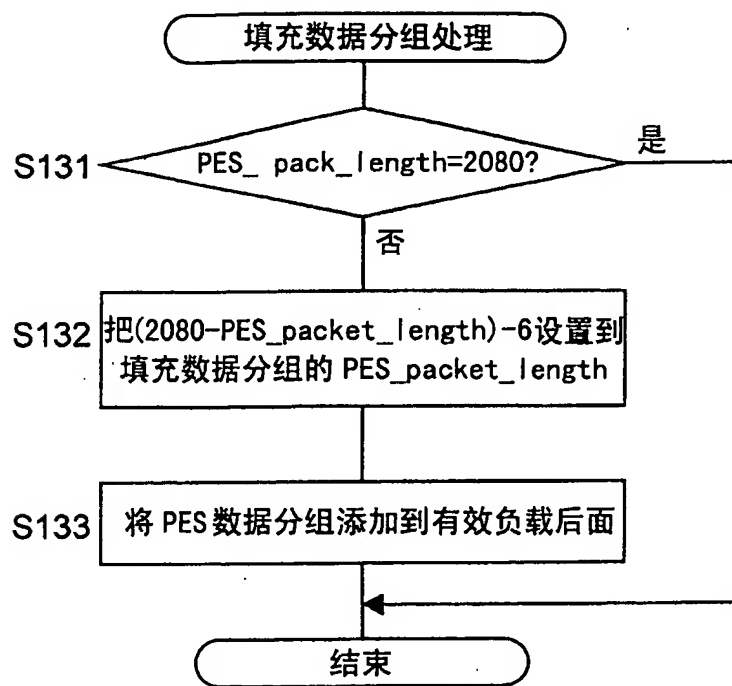 填充数据分组处理
S131
PES_ pack_length=2080?
是
否
S132
把(2080-PES_packet_length)-6设置到
填充数据分组的 PES_packet_length
S133
将 PES 数据分组添加到有效负载后面
结束